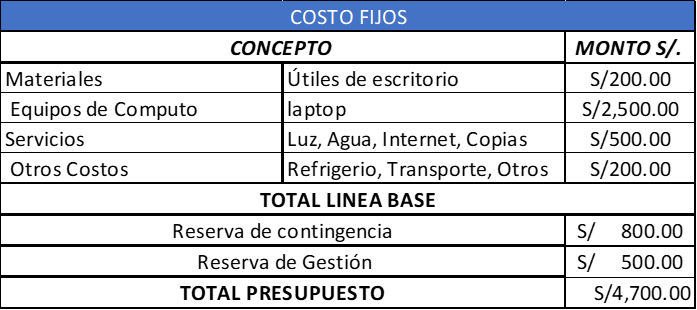 COSTO FIJOS
CONCEPTO MONTO S/.
Materiales Útiles de escritorio S/200.00
Equipos de Computo laptop S/2,500.00
Servicios Luz, Agua, Internet, Copias S/500.00
Otros Costos Refrigerio, Transporte, Otros S/200.00
TOTAL LINEA BASE
Reserva de contingencia S/ 800.00
Reserva de Gestión S/ 500.00
TOTAL PRESUPUESTO S/4,700.00